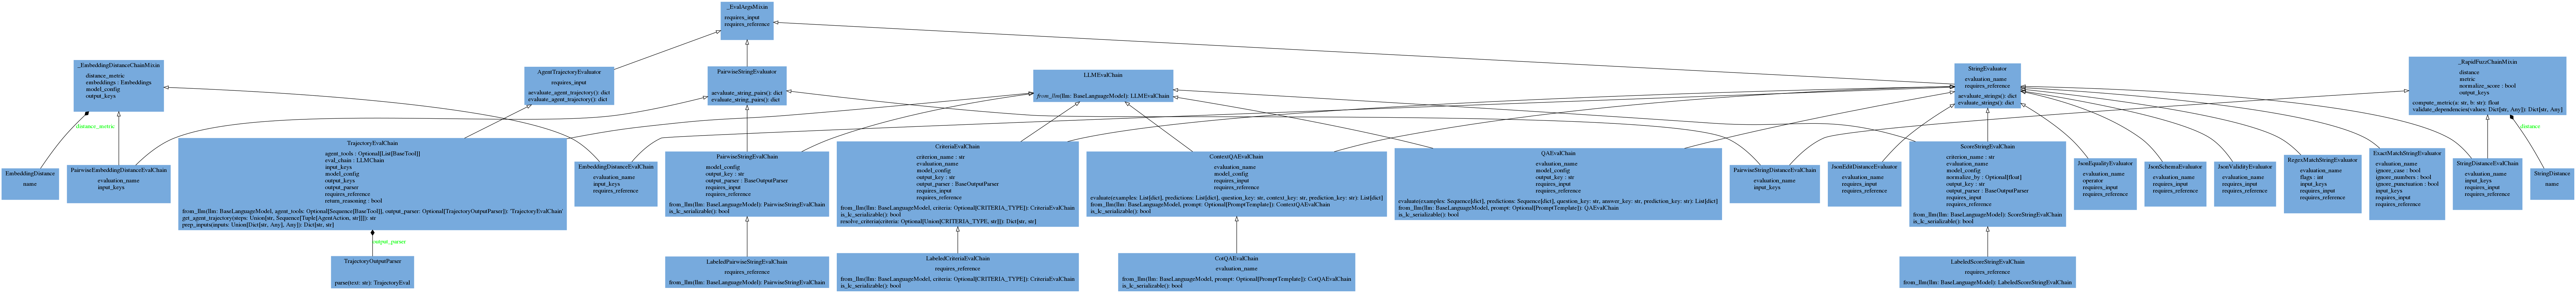 _EvalArgsMixin
requires_input
requires_reference
_EmbeddingDistanceChainMixin
distance_metric
embeddings : Embeddings
model_config
output_keys
AgentTrajectoryEvaluator
requires_input
aevaluate_agent_trajectory(): dict
evaluate_agent_trajectory(): dict
PairwiseStringEvaluator
aevaluate_string_pairs(): dict
evaluate_string_pairs(): dict
LLMEvalChain
from_llm(llm: BaseLanguageModel): LLMEvalChain
StringEvaluator
evaluation_name
requires_reference
aevaluate_strings(): dict
evaluate_strings(): dict
_RapidFuzzChainMixin
distance
metric
normalize_score : bool
output_keys
compute_metric(a: str, b: str): float
validate_dependencies(values: Dict[str, Any]): Dict[str, Any]
distance_metric
distance
EmbeddingDistance
name
PairwiseEmbeddingDistanceEvalChain
evaluation_name
input_keys
TrajectoryEvalChain
agent_tools : Optional[List[BaseTool]]
eval_chain : LLMChain
input_keys
model_config
output_keys
output_parser
requires_reference
return_reasoning : bool
from_llm(llm: BaseLanguageModel, agent_tools: Optional[Sequence[BaseTool]], output_parser: Optional[TrajectoryOutputParser]): 'TrajectoryEvalChain'
get_agent_trajectory(steps: Union[str, Sequence[Tuple[AgentAction, str]]]): str
prep_inputs(inputs: Union[Dict[str, Any], Any]): Dict[str, str]
EmbeddingDistanceEvalChain
evaluation_name
input_keys
requires_reference
PairwiseStringEvalChain
model_config
output_key : str
output_parser : BaseOutputParser
requires_input
requires_reference
from_llm(llm: BaseLanguageModel): PairwiseStringEvalChain
is_lc_serializable(): bool
CriteriaEvalChain
criterion_name : str
evaluation_name
model_config
output_key : str
output_parser : BaseOutputParser
requires_input
requires_reference
from_llm(llm: BaseLanguageModel, criteria: Optional[CRITERIA_TYPE]): CriteriaEvalChain
is_lc_serializable(): bool
resolve_criteria(criteria: Optional[Union[CRITERIA_TYPE, str]]): Dict[str, str]
ContextQAEvalChain
evaluation_name
model_config
requires_input
requires_reference
evaluate(examples: List[dict], predictions: List[dict], question_key: str, context_key: str, prediction_key: str): List[dict]
from_llm(llm: BaseLanguageModel, prompt: Optional[PromptTemplate]): ContextQAEvalChain
is_lc_serializable(): bool
QAEvalChain
evaluation_name
model_config
output_key : str
requires_input
requires_reference
evaluate(examples: Sequence[dict], predictions: Sequence[dict], question_key: str, answer_key: str, prediction_key: str): List[dict]
from_llm(llm: BaseLanguageModel, prompt: Optional[PromptTemplate]): QAEvalChain
is_lc_serializable(): bool
PairwiseStringDistanceEvalChain
evaluation_name
input_keys
JsonEditDistanceEvaluator
evaluation_name
requires_input
requires_reference
ScoreStringEvalChain
criterion_name : str
evaluation_name
model_config
normalize_by : Optional[float]
output_key : str
output_parser : BaseOutputParser
requires_input
requires_reference
from_llm(llm: BaseLanguageModel): ScoreStringEvalChain
is_lc_serializable(): bool
JsonEqualityEvaluator
evaluation_name
operator
requires_input
requires_reference
JsonSchemaEvaluator
evaluation_name
requires_input
requires_reference
JsonValidityEvaluator
evaluation_name
requires_input
requires_reference
RegexMatchStringEvaluator
evaluation_name
flags : int
input_keys
requires_input
requires_reference
ExactMatchStringEvaluator
evaluation_name
ignore_case : bool
ignore_numbers : bool
ignore_punctuation : bool
input_keys
requires_input
requires_reference
StringDistanceEvalChain
evaluation_name
input_keys
requires_input
requires_reference
StringDistance
name
output_parser
TrajectoryOutputParser
parse(text: str): TrajectoryEval
LabeledPairwiseStringEvalChain
requires_reference
from_llm(llm: BaseLanguageModel): PairwiseStringEvalChain
LabeledCriteriaEvalChain
requires_reference
from_llm(llm: BaseLanguageModel, criteria: Optional[CRITERIA_TYPE]): CriteriaEvalChain
is_lc_serializable(): bool
CotQAEvalChain
evaluation_name
from_llm(llm: BaseLanguageModel, prompt: Optional[PromptTemplate]): CotQAEvalChain
is_lc_serializable(): bool
LabeledScoreStringEvalChain
requires_reference
from_llm(llm: BaseLanguageModel): LabeledScoreStringEvalChain